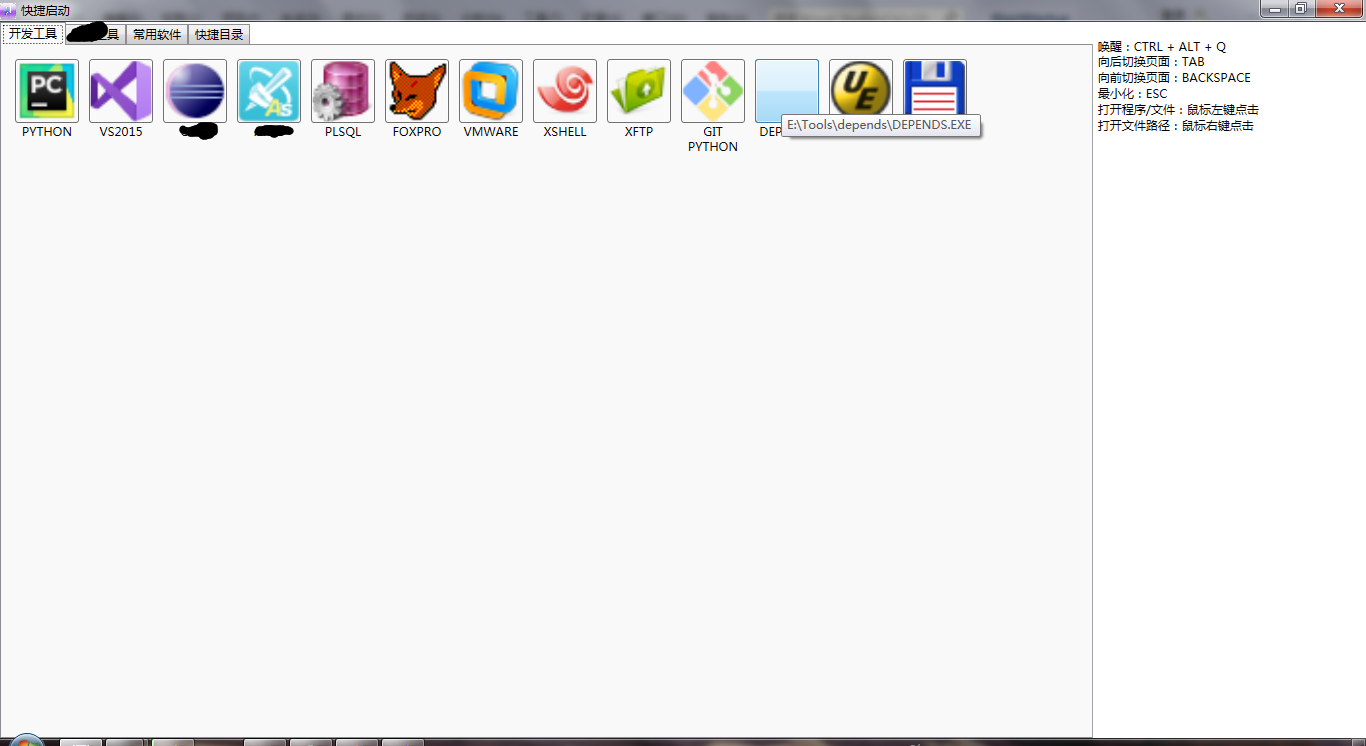 快捷启动
开发工具
具
常用软件
快捷目录
唤醒：CTRL + ALT + Q
向后切换页面：TAB
向前切换页面：BACKSPACE
最小化：ESC
打开程序/文件：鼠标左键点击
打开文件路径：鼠标右键点击
PC
As
UE
PYTHON
VS2015
PLSQL
FOXPRO
VMWARE
XSHELL
XFTP
GIT
PYTHON
DEP
E:\Tools\depends\DEPENDS.EXE